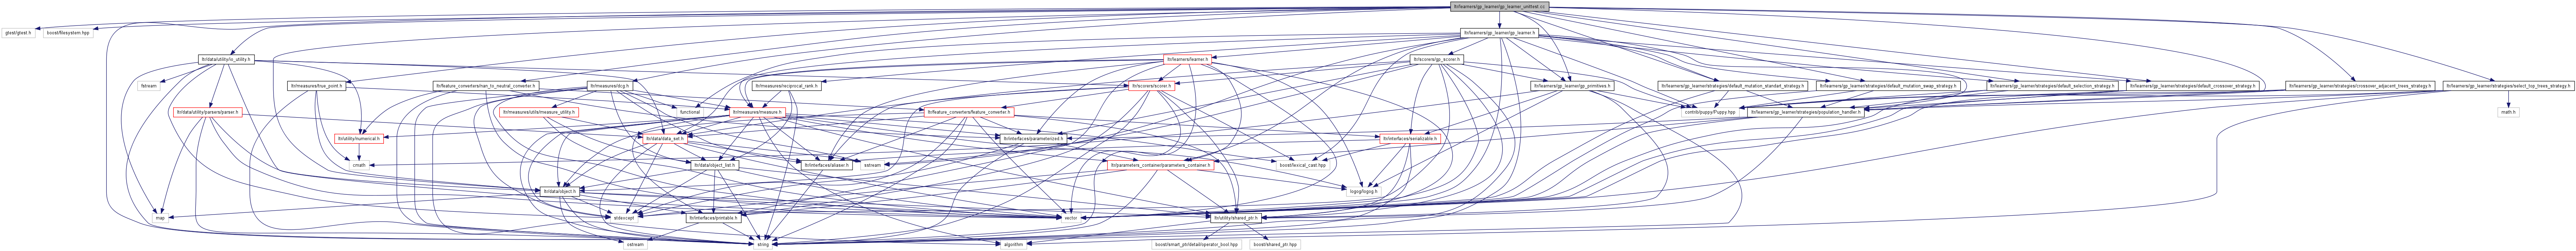 ltr/learners/gp_learner/gp_learner_unittest.cc
gtest/gtest.h
boost/filesystem.hpp
ltr/learners/gp_learner/gp_learner.h
ltr/data/utility/io_utility.h
ltr/learners/learner.h
ltr/scorers/gp_scorer.h
fstream
ltr/measures/true_point.h
ltr/feature_converters/nan_to_neutral_converter.h
ltr/measures/dcg.h
ltr/measures/reciprocal_rank.h
ltr/scorers/scorer.h
ltr/learners/gp_learner/gp_primitives.h
ltr/learners/gp_learner/strategies/default_mutation_standart_strategy.h
ltr/learners/gp_learner/strategies/default_mutation_swap_strategy.h
ltr/learners/gp_learner/strategies/default_selection_strategy.h
ltr/learners/gp_learner/strategies/default_crossover_strategy.h
ltr/learners/gp_learner/strategies/crossover_adjacent_trees_strategy.h
ltr/learners/gp_learner/strategies/select_top_trees_strategy.h
ltr/data/utility/parsers/parser.h
ltr/measures/utils/measure_utility.h
functional
ltr/measures/measure.h
ltr/feature_converters/feature_converter.h
contrib/puppy/Puppy.hpp
ltr/learners/gp_learner/strategies/population_handler.h
math.h
ltr/utility/numerical.h
ltr/data/data_set.h
ltr/interfaces/parameterized.h
ltr/interfaces/serializable.h
cmath
ltr/data/object_list.h
ltr/interfaces/aliaser.h
sstream
ltr/parameters_container/parameters_container.h
boost/lexical_cast.hpp
ltr/data/object.h
logog/logog.h
map
stdexcept
ltr/interfaces/printable.h
vector
ltr/utility/shared_ptr.h
string
algorithm
boost/smart_ptr/detail/operator_bool.hpp
boost/shared_ptr.hpp